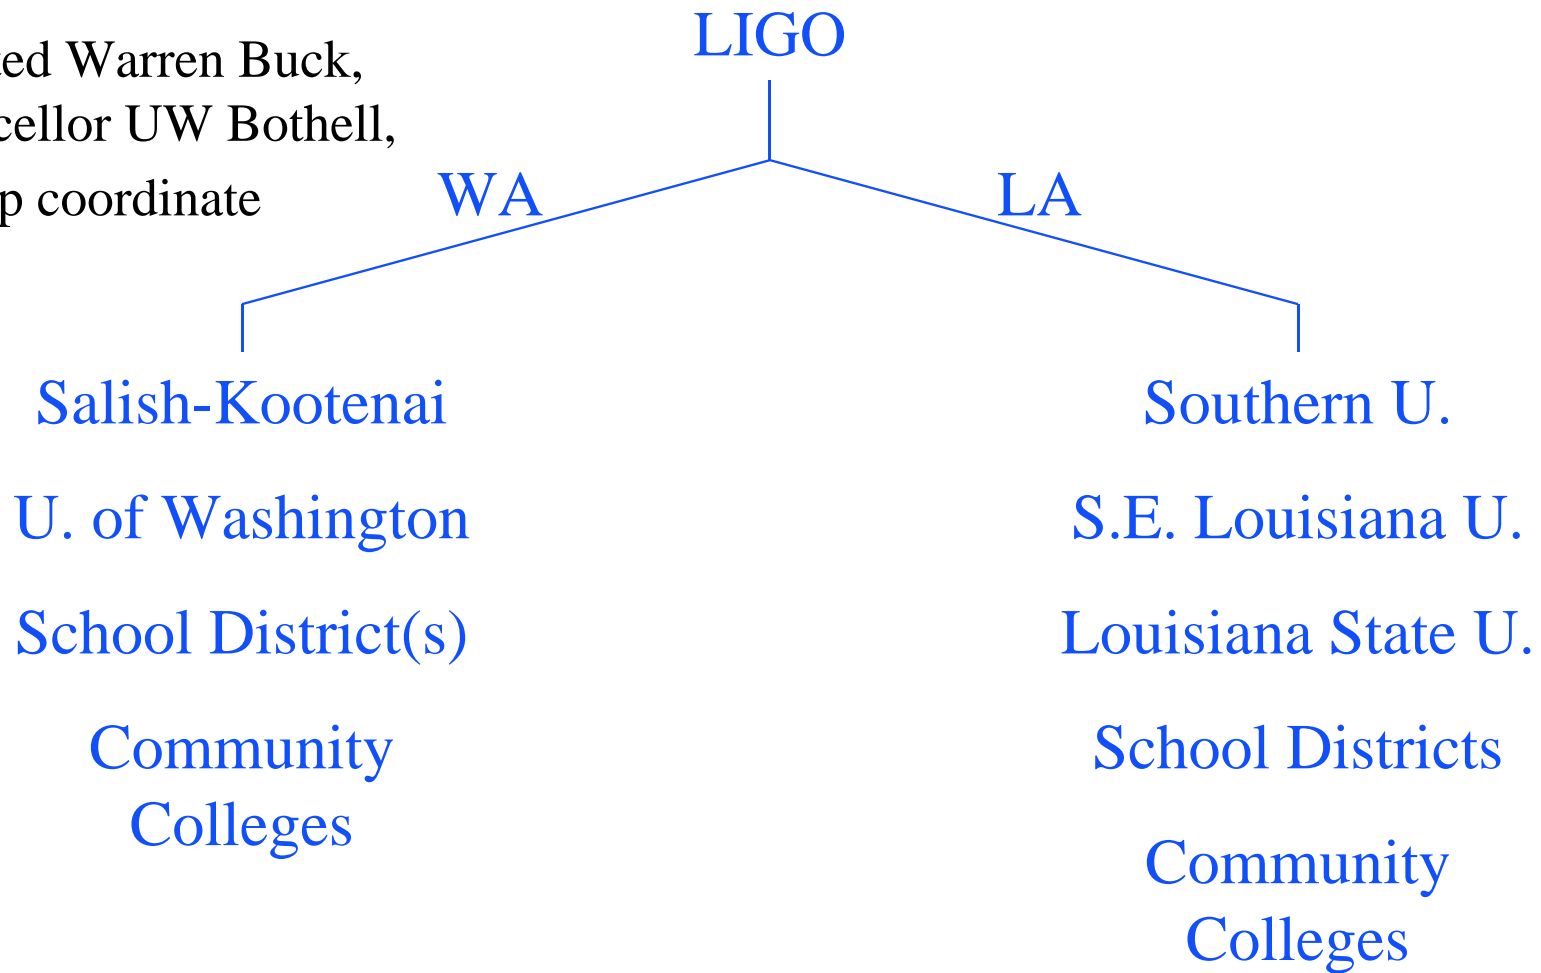 LIGO
ted Warren Buck,
cellor UW Bothell,
p coordinate
WA
LA
Salish-Kootenai
U. of Washington
School District(s)
Community
Colleges
Southern U.
S.E. Louisiana U.
Louisiana State U.
School Districts
Community
Colleges